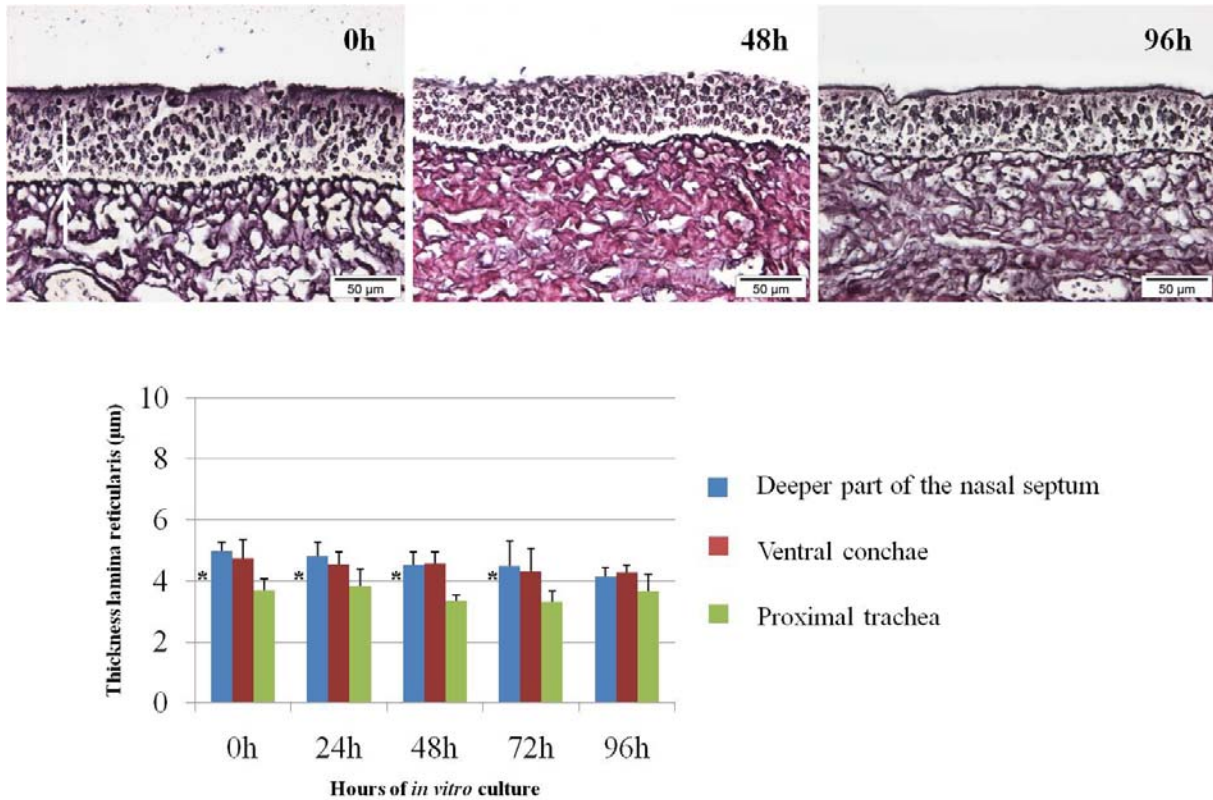 0h
48h
96h
50 µm
50 µm
50 µm
Thickness lamina reticularis (µm)
10
8
6
4
2
0
*
*
*
*
0h
24h
48h
72h
96h
Hours of in vitro culture
Deeper part of the nasal septum
Ventral conchae
Proximal trachea